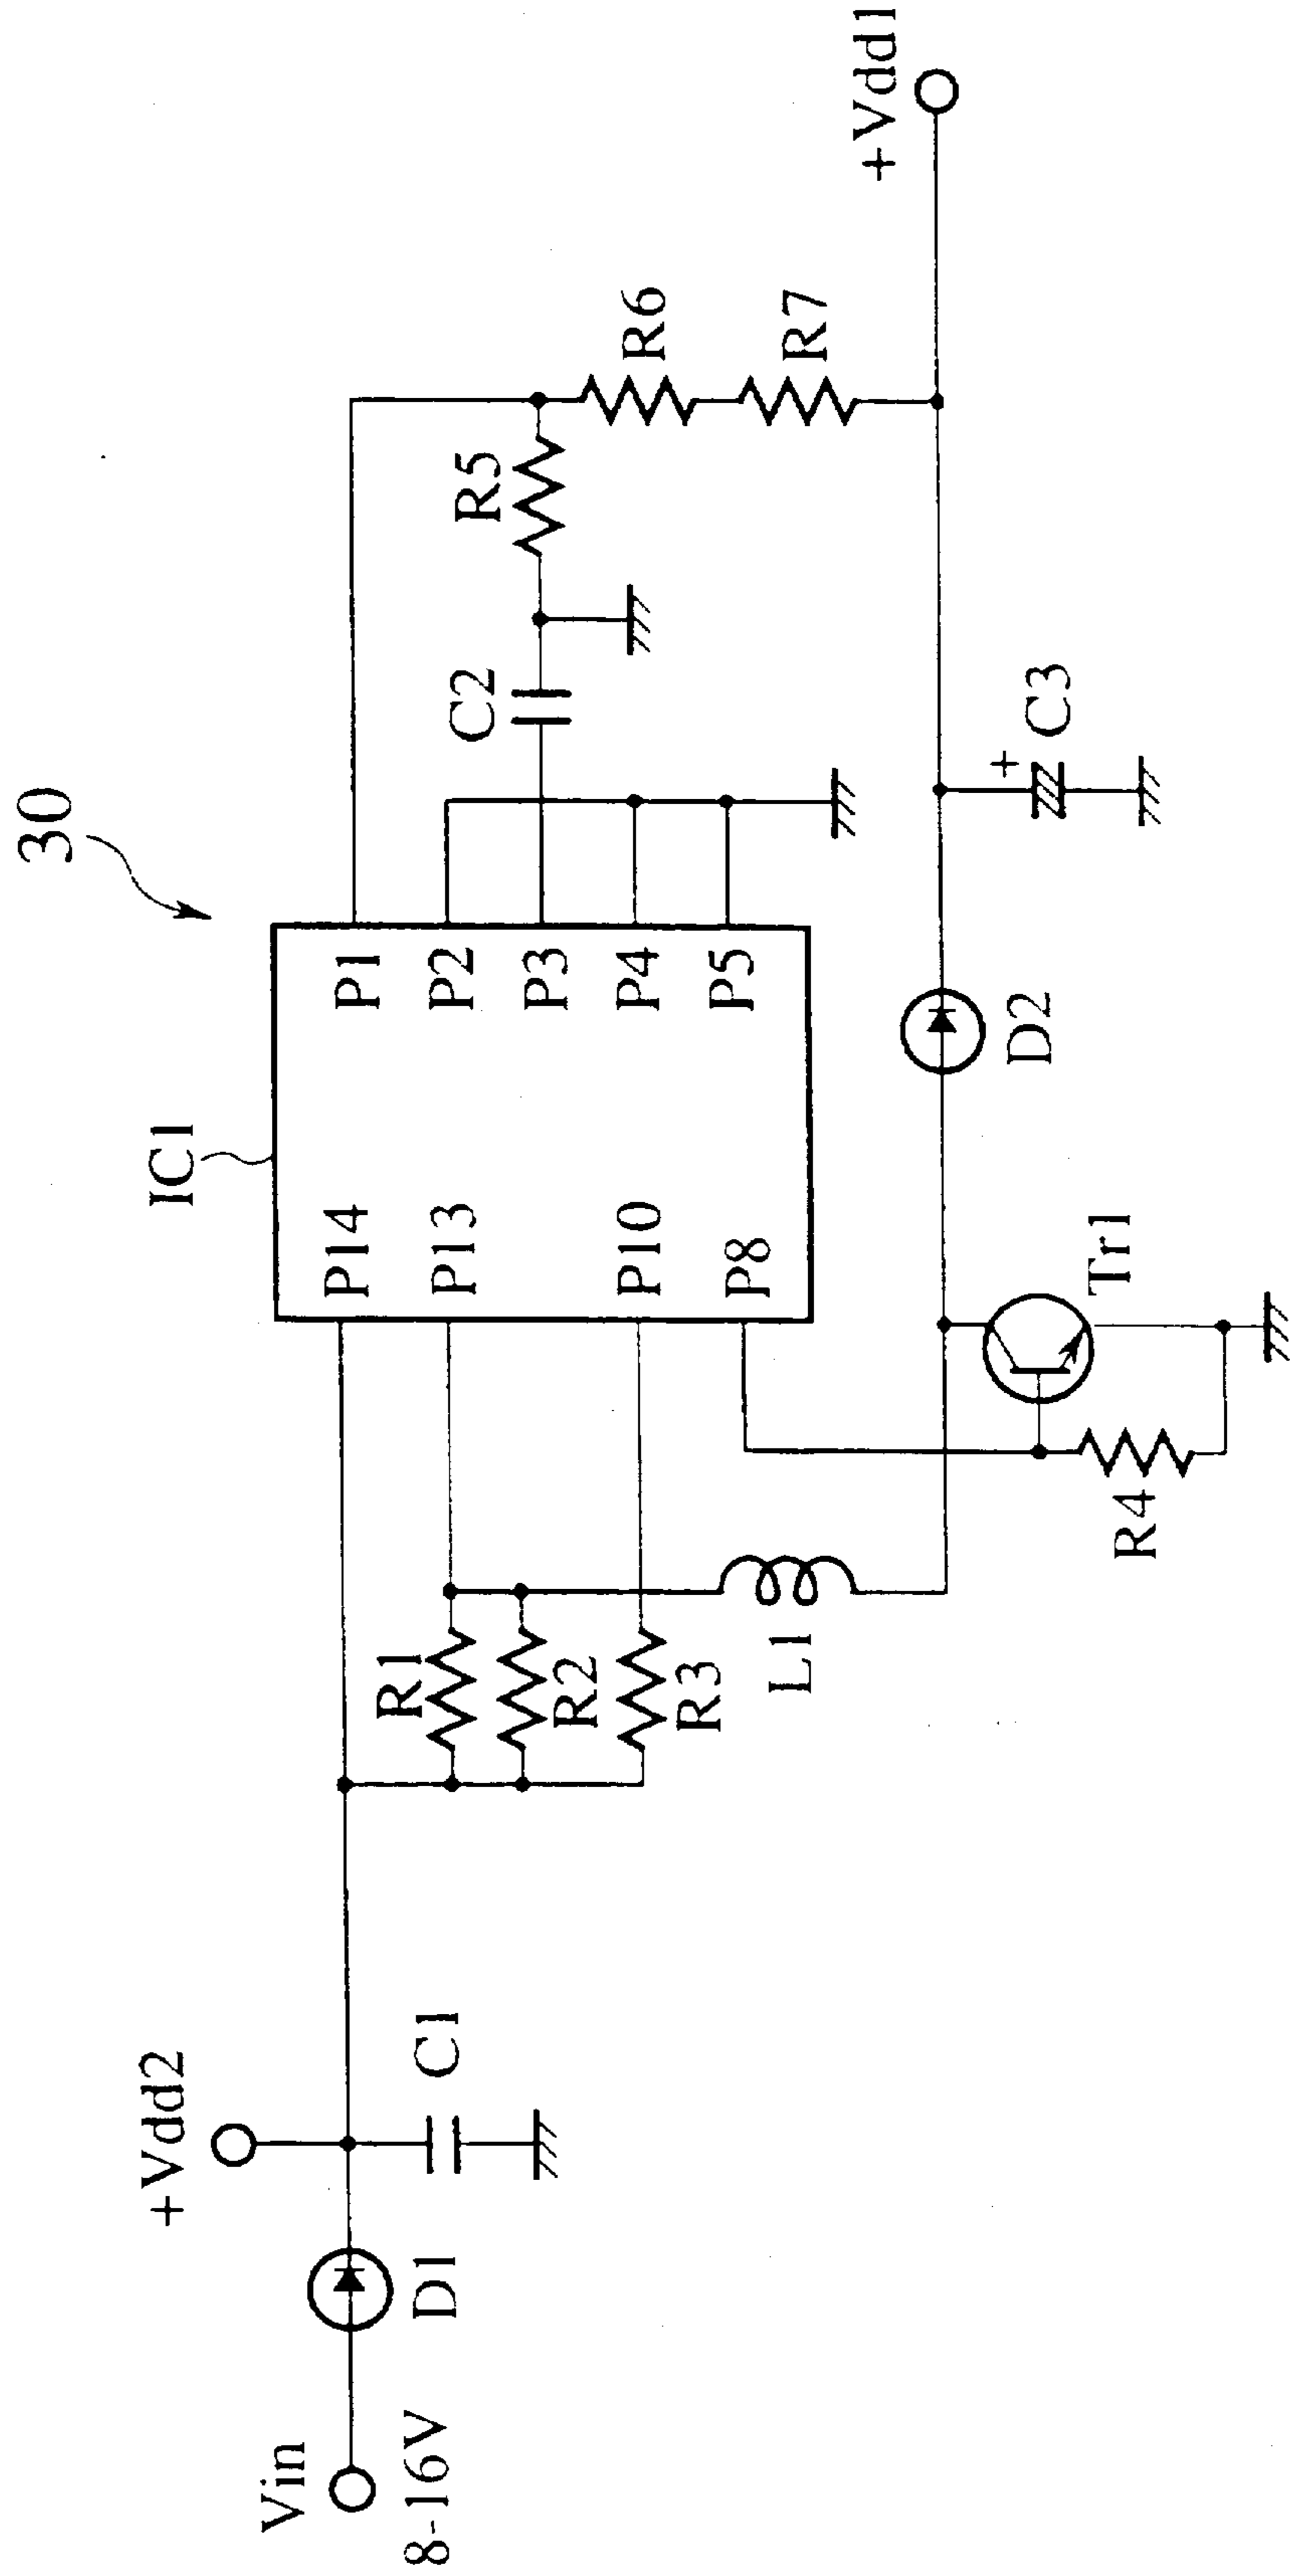 30
Vin
8-16V
D1
+Vdd2
C1
R1
R2
R3
L1
IC1
P14
P13
P10
P8
P1
P2
P3
P4
P5
R4
Tr1
D2
C2
R5
R6
R7
+
C3
+Vdd1